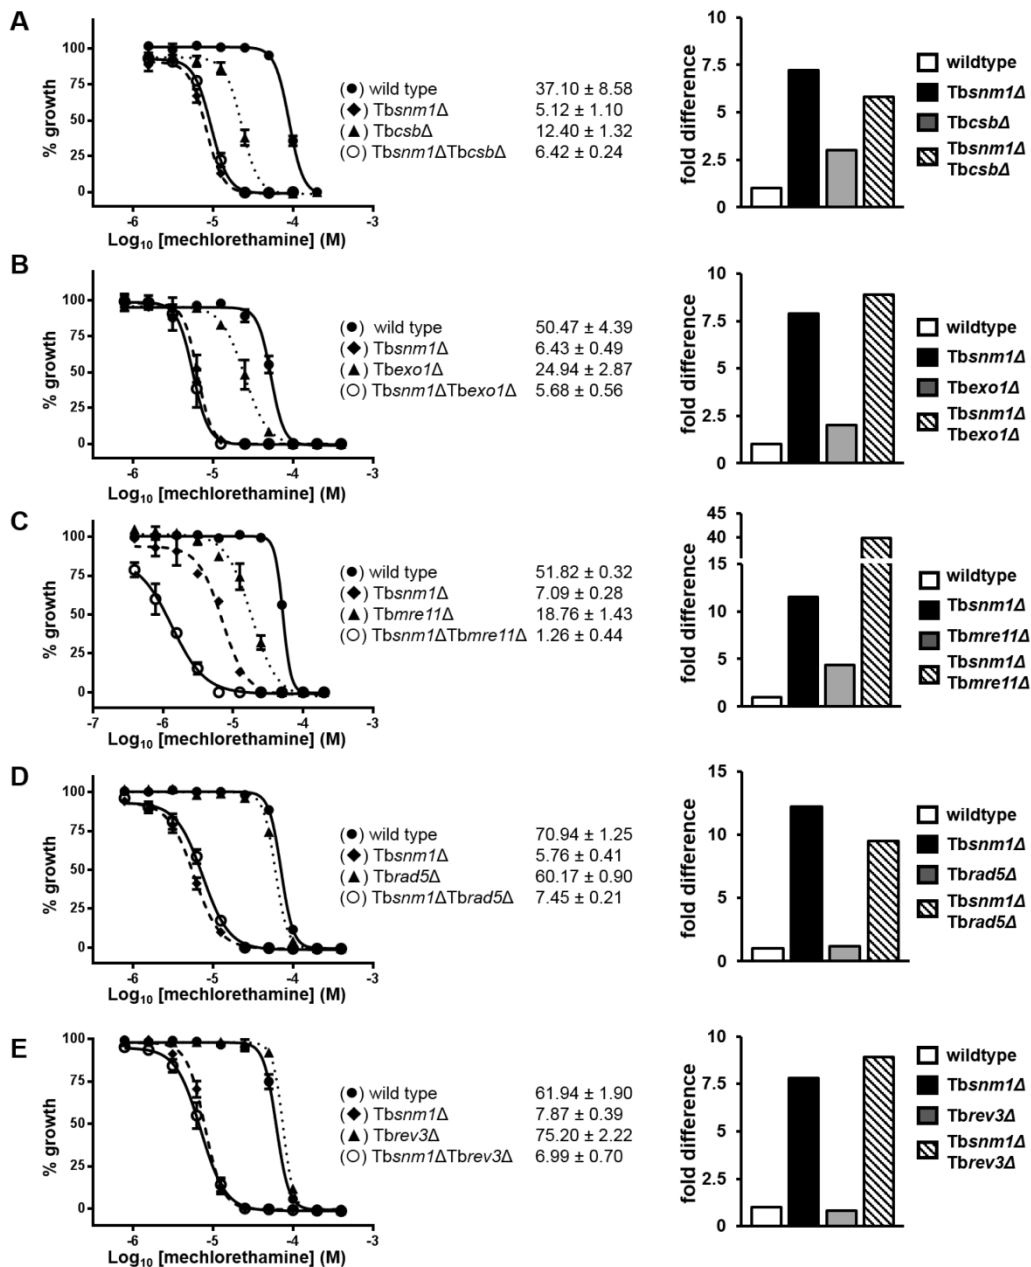 A
% growth
100
75
50
25
0
-6 -5 -4 -3
Log10 [mechlorethamine] (M)
(●) wild type 37.10 ± 8.58
(◆) Tbsnm1Δ 5.12 ± 1.10
(▲) TbcsbΔ 12.40 ± 1.32
(○) Tbsnm1ΔTbcsbΔ 6.42 ± 0.24
fold difference
10
7.5
5
2.5
0
wildtype
Tbsnm1Δ
TbcsbΔ
Tbsnm1Δ
TbcsbΔ
B
% growth
100
75
50
25
0
-6 -5 -4 -3
Log10 [mechlorethamine] (M)
(●) wild type 50.47 ± 4.39
(◆) Tbsnm1Δ 6.43 ± 0.49
(▲) Tbexo1Δ 24.94 ± 2.87
(○) Tbsnm1ΔTbexo1Δ 5.68 ± 0.56
fold difference
10
7.5
5
2.5
0
wildtype
Tbsnm1Δ
Tbexo1Δ
Tbsnm1Δ
Tbexo1Δ
C
% growth
100
75
50
25
0
-7 -6 -5 -4 -3
Log10 [mechlorethamine] (M)
(●) wild type 51.82 ± 0.32
(◆) Tbsnm1Δ 7.09 ± 0.28
(▲) Tbmre11Δ 18.76 ± 1.43
(○) Tbsnm1ΔTbmre11Δ 1.26 ± 0.44
fold difference
45
40
15
10
5
0
wildtype
Tbsnm1Δ
Tbmre11Δ
Tbsnm1Δ
Tbmre11Δ
D
% growth
100
75
50
25
0
-6 -5 -4 -3
Log10 [mechlorethamine] (M)
(●) wild type 70.94 ± 1.25
(◆) Tbsnm1Δ 5.76 ± 0.41
(▲) Tbrad5Δ 60.17 ± 0.90
(○) Tbsnm1ΔTbrad5Δ 7.45 ± 0.21
fold difference
15
10
5
0
wildtype
Tbsnm1Δ
Tbrad5Δ
Tbsnm1Δ
Tbrad5Δ
E
% growth
100
75
50
25
0
-6 -5 -4 -3
Log10 [mechlorethamine] (M)
(●) wild type 61.94 ± 1.90
(◆) Tbsnm1Δ 7.87 ± 0.39
(▲) Tbrev3Δ 75.20 ± 2.22
(○) Tbsnm1ΔTbrev3Δ 6.99 ± 0.70
fold difference
10
7.5
5
2.5
0
wildtype
Tbsnm1Δ
Tbrev3Δ
Tbsnm1Δ
Tbrev3Δ